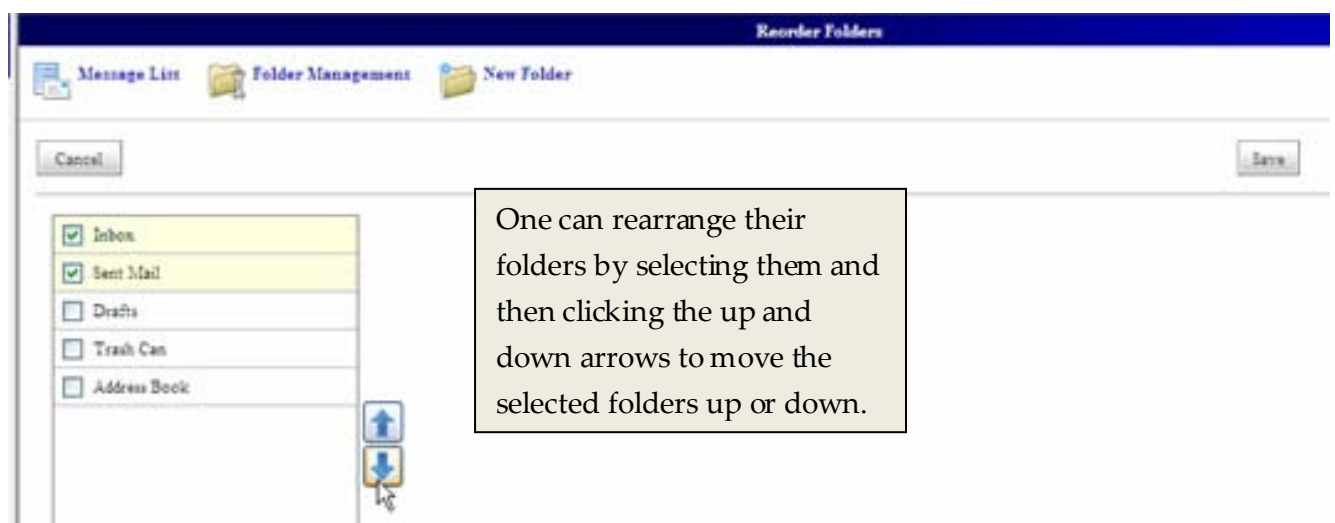 Reorder Folders
Message List Folder Management New Folder
Cancel Save
Inbox
Sent Mail
Drafts
Trash Can
Address Book
One can rearrange their
folders by selecting them and
then clicking the up and
down arrows to move the
selected folders up or down.